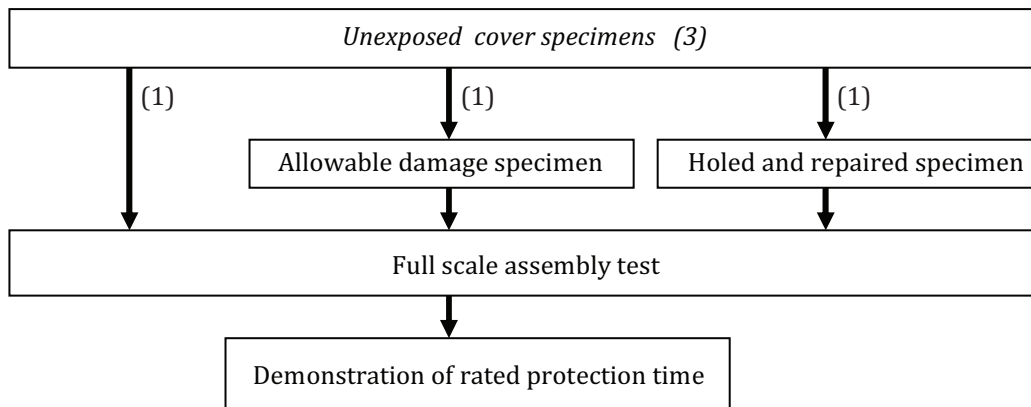 Unexposed cover specimens (3)
(1) (1) (1)
Allowable damage specimen Holed and repaired specimen
Full scale assembly test
Demonstration of rated protection time